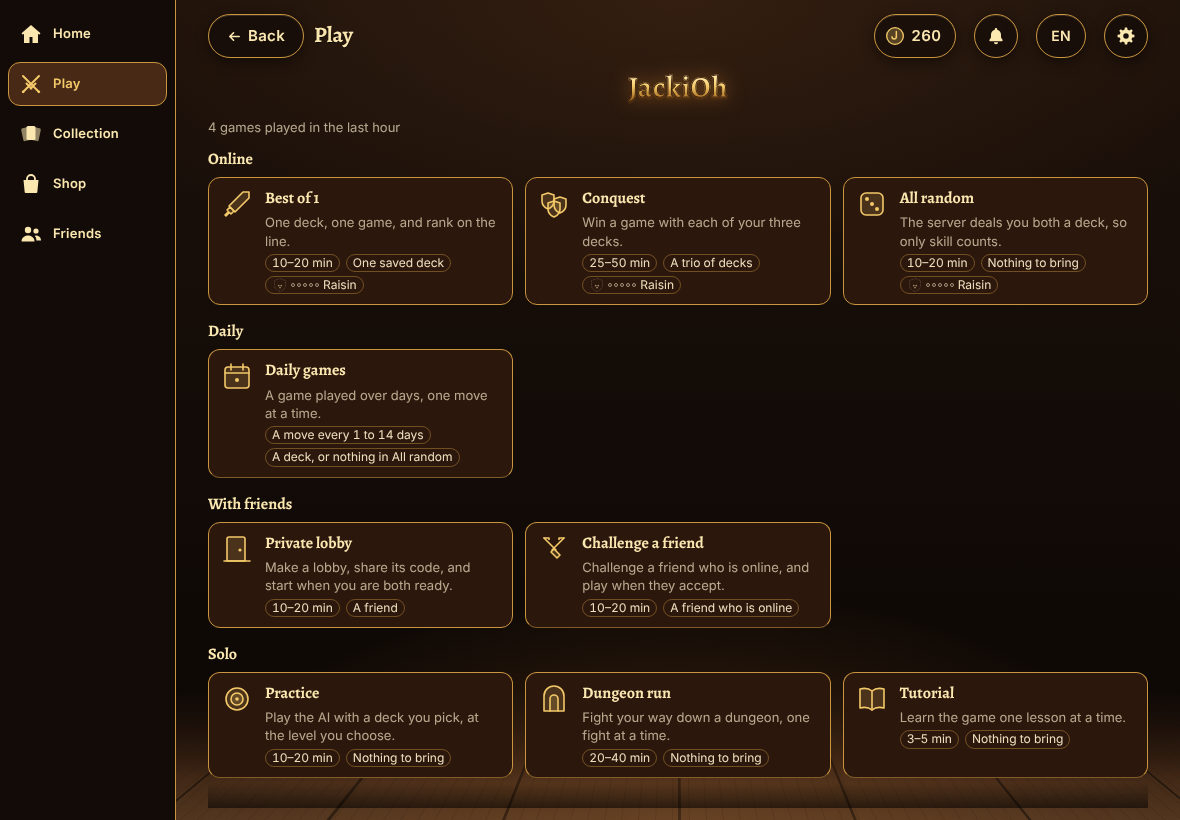 Home
Play
Collection
Shop
Friends
← Back
Play
J
260
EN
JackiOh
4 games played in the last hour
Online
Best of 1
One deck, one game, and rank on the
line.
10–20 min
One saved deck
Raisin
Conquest
Win a game with each of your three
decks.
25–50 min
A trio of decks
Raisin
All random
The server deals you both a deck, so
only skill counts.
10–20 min
Nothing to bring
Raisin
Daily
Daily games
A game played over days, one move
at a time.
A move every 1 to 14 days
A deck, or nothing in All random
With friends
Private lobby
Make a lobby, share its code, and
start when you are both ready.
10–20 min
A friend
Challenge a friend
Challenge a friend who is online, and
play when they accept.
10–20 min
A friend who is online
Solo
Practice
Play the AI with a deck you pick, at
the level you choose.
10–20 min
Nothing to bring
Dungeon run
Fight your way down a dungeon, one
fight at a time.
20–40 min
Nothing to bring
Tutorial
Learn the game one lesson at a time.
3–5 min
Nothing to bring